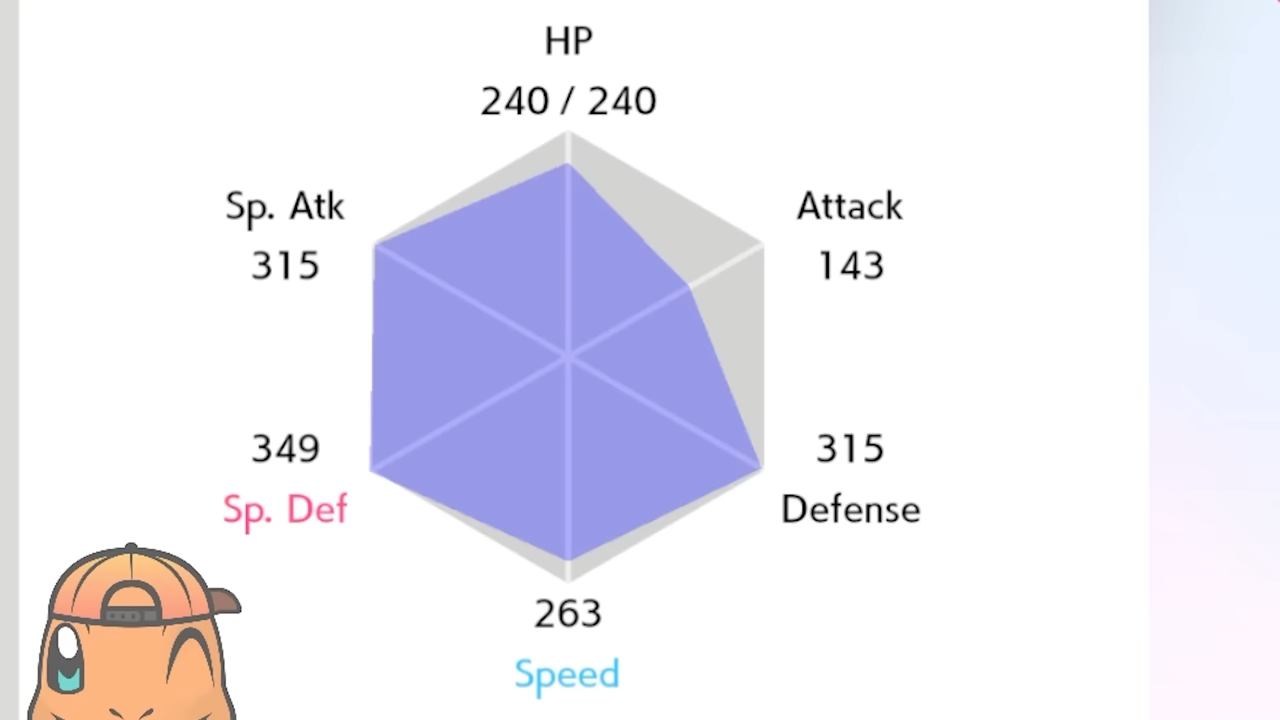 HP
240 / 240
Sp. Atk
315
Attack
143
349
Sp. Def
315
Defense
263
Speed